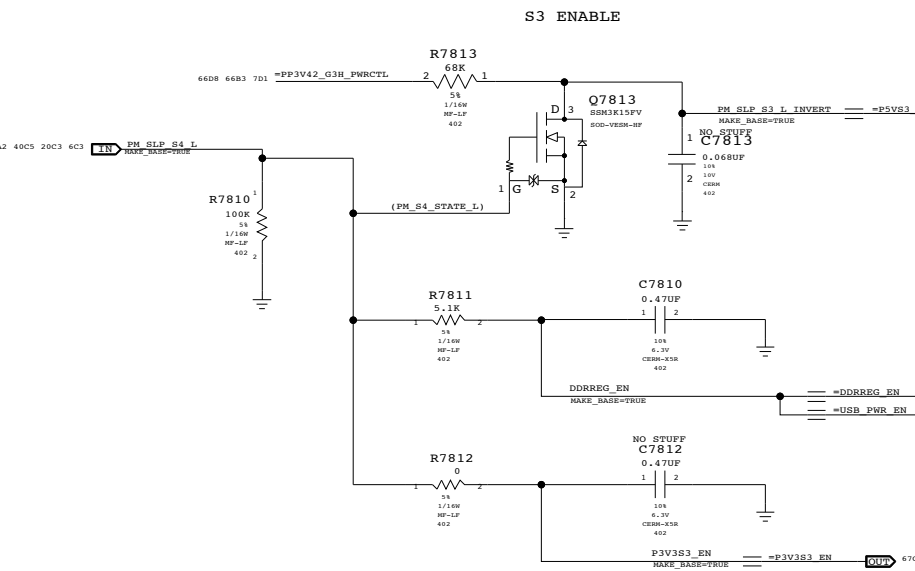 S3 ENABLE
R7813
68K
66D8 66B3 7D1 =PP3V42_G3H_PWRCTL
2 1
5%
1/16W
MF-LF
402
D 3
Q7813
SSM3K15FV
SOD-VESM-HF
PM_SLP_S3_L_INVERT =P5VS3
MAKE_BASE=TRUE
1
NO STUFF
C7813
0.068UF
10%
10V
CERM
402
2
40C5 20C3 6C3 IN PM_SLP_S4_L
MAKE_BASE=TRUE
1 G S 2
R7810
1
100K
5%
1/16W
MF-LF
402
2
(PM_S4_STATE_L)
R7811
5.1K
1 2
5%
1/16W
MF-LF
402
C7810
0.47UF
1 2
10%
6.3V
CERM-X5R
402
DDRREG_EN
MAKE_BASE=TRUE
=DDRREG_EN
=USB_PWR_EN
R7812
0
1 2
5%
1/16W
MF-LF
402
NO STUFF
C7812
0.47UF
1 2
10%
6.3V
CERM-X5R
402
P3V3S3_EN
MAKE_BASE=TRUE
=P3V3S3_EN
OUT